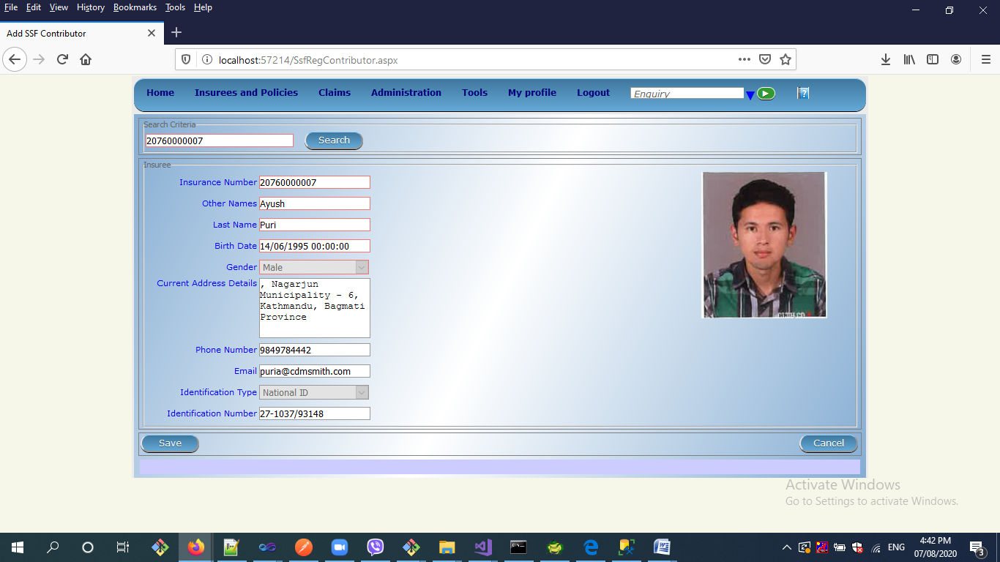 File Edit View History Bookmarks Tools Help
Add SSF Contributor
localhost:57214/SsfRegContributor.aspx
Home Insurees and Policies Claims Administration Tools My profile Logout Enquiry
Search Criteria
20760000007 Search
Insuree
Insurance Number 20760000007
Other Names Ayush
Last Name Puri
Birth Date 14/06/1995 00:00:00
Gender Male
Current Address Details , Nagarjun
Municipality - 6,
Kathmandu, Bagmati
Province
Phone Number 9849784442
Email puria@cdmsmith.com
Identification Type National ID
Identification Number 27-1037/93148
Save Cancel
Activate Windows
Go to Settings to activate Windows.
ENG 4:42 PM
07/08/2020 3